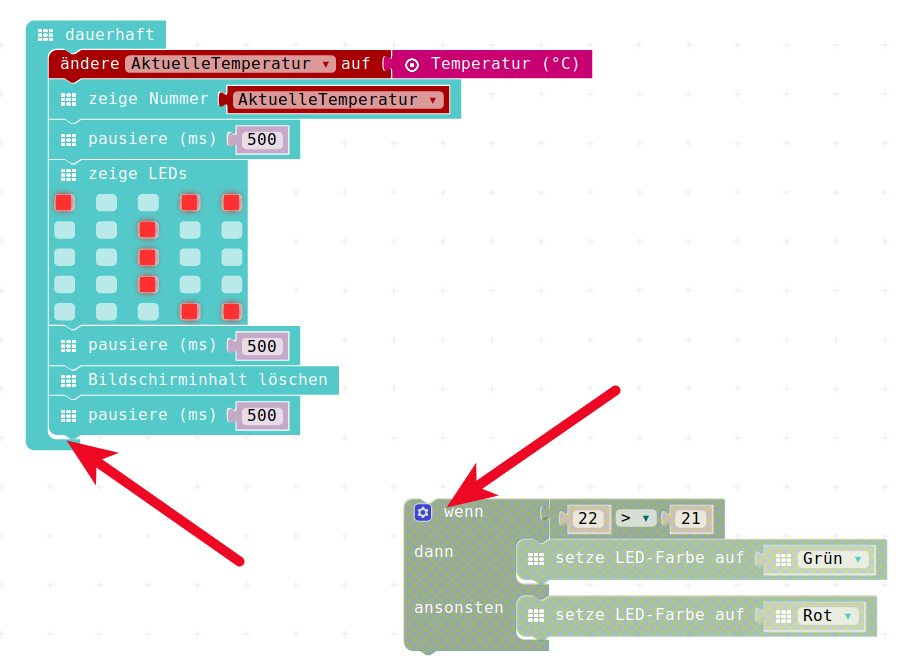 dauerhaft
ändere AktuelleTemperatur ▾ auf Temperatur (°C)
zeige Nummer AktuelleTemperatur ▾
pausiere (ms) 500
zeige LEDs
pausiere (ms) 500
Bildschirminhalt löschen
pausiere (ms) 500
wenn 22 > ▾ 21
dann setze LED-Farbe auf Grün ▾
ansonsten setze LED-Farbe auf Rot ▾